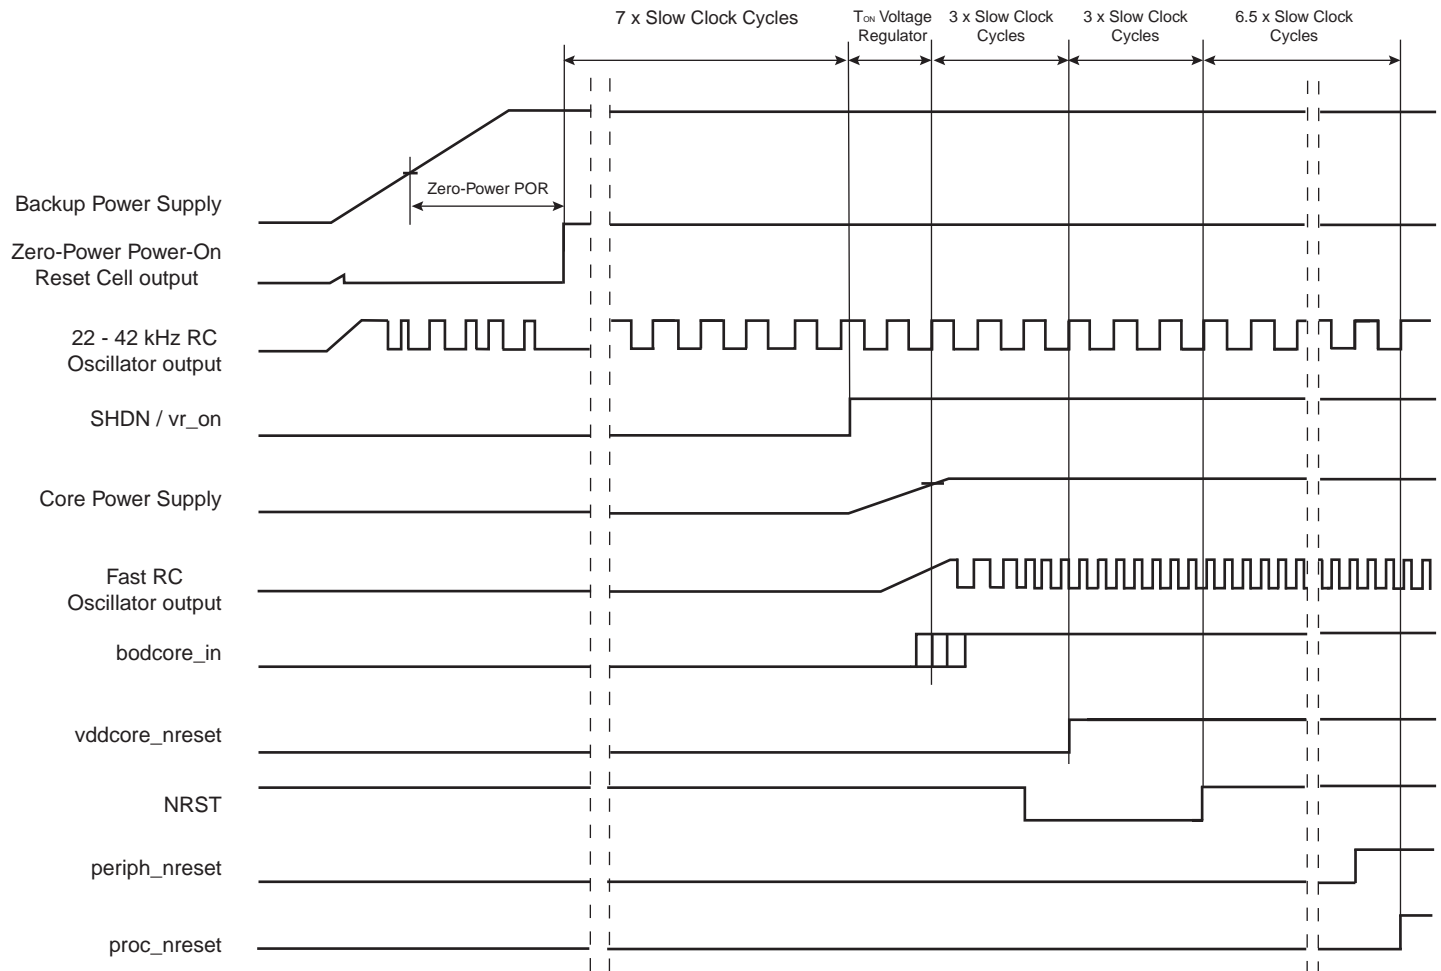 7 x Slow Clock Cycles
TON Voltage
Regulator
3 x Slow Clock
Cycles
3 x Slow Clock
Cycles
6.5 x Slow Clock
Cycles
Zero-Power POR
Backup Power Supply
Zero-Power Power-On
Reset Cell output
22 - 42 kHz RC
Oscillator output
SHDN / vr_on
Core Power Supply
Fast RC
Oscillator output
bodcore_in
vddcore_nreset
NRST
periph_nreset
proc_nreset